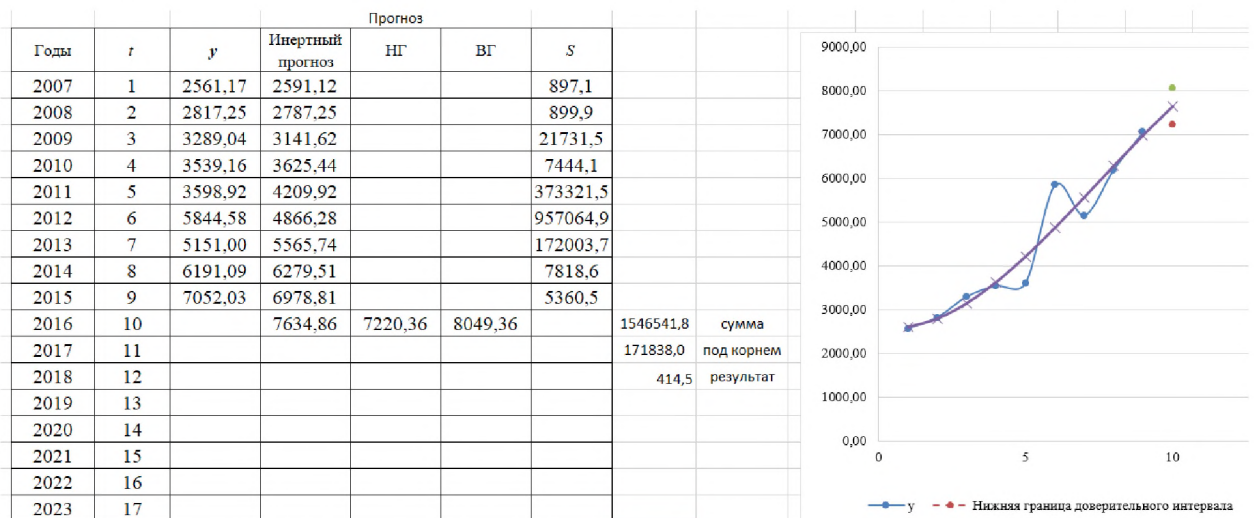 Прогноз
Годы t y Инертный прогноз НГ ВГ S
2007 1 2561,17 2591,12 897,1
2008 2 2817,25 2787,25 899,9
2009 3 3289,04 3141,62 21731,5
2010 4 3539,16 3625,44 7444,1
2011 5 3598,92 4209,92 373321,5
2012 6 5844,58 4866,28 957064,9
2013 7 5151,00 5565,74 172003,7
2014 8 6191,09 6279,51 7818,6
2015 9 7052,03 6978,81 5360,5
2016 10 7634,86 7220,36 8049,36 1546541,8 сумма
2017 11 171838,0 под корнем
2018 12 414,5 результат
2019 13
2020 14
2021 15
2022 16
2023 17
9000,00
8000,00
7000,00
6000,00
5000,00
4000,00
3000,00
2000,00
1000,00
0,00
0 5 10
y Нижняя граница доверительного интервала